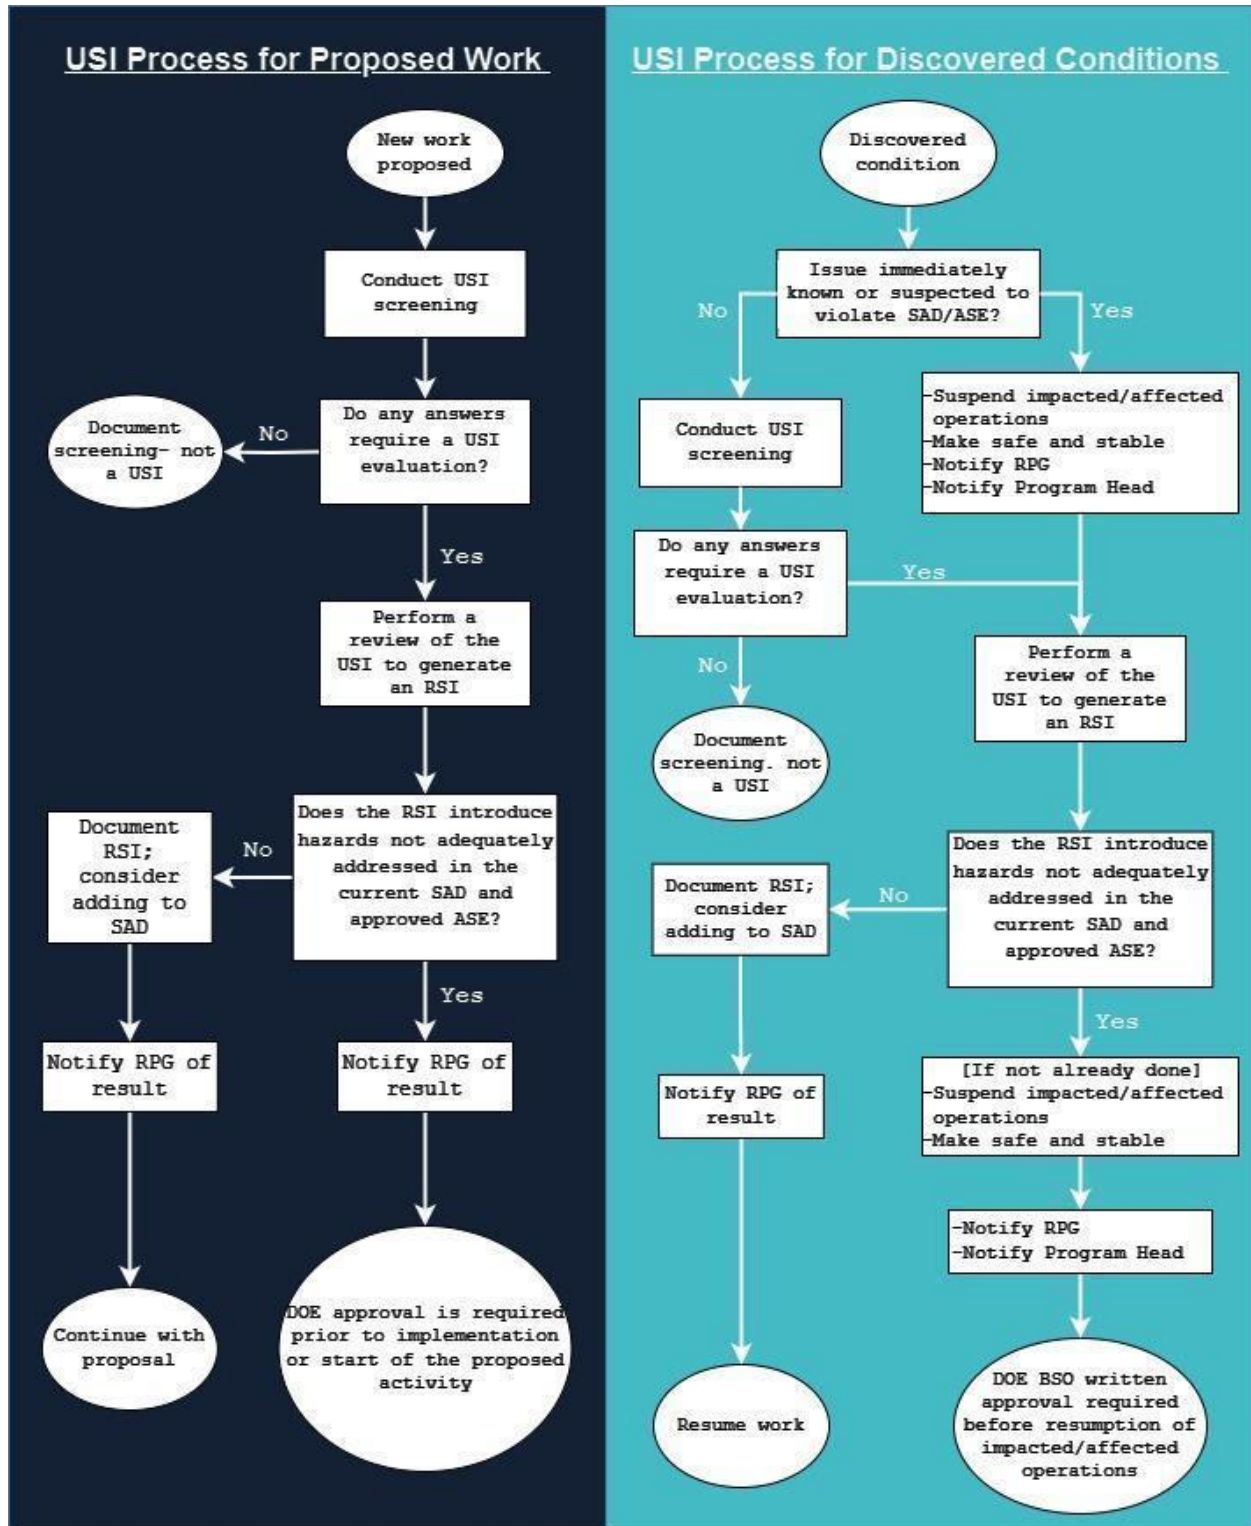 USI Process for Proposed Work
New work
proposed
Conduct USI
screening
Do any answers
require a USI
evaluation?
No
Document
screening- not
a USI
Yes
Perform a
review of the
USI to generate
an RSI
Does the RSI introduce
hazards not adequately
addressed in the
current SAD and
approved ASE?
No
Document
RSI;
consider
adding to
SAD
Yes
Notify RPG of
result
Notify RPG of
result
Continue with
proposal
DOE approval is required
prior to implementation
or start of the proposed
activity
USI Process for Discovered Conditions
Discovered
condition
Issue immediately
known or suspected to
violate SAD/ASE?
No
Yes
Conduct USI
screening
-Suspend impacted/affected
operations
-Make safe and stable
-Notify RPG
-Notify Program Head
Do any answers
require a USI
evaluation?
Yes
No
Document
screening. not
a USI
Perform a
review of the
USI to generate
an RSI
Does the RSI introduce
hazards not adequately
addressed in the
current SAD and
approved ASE?
No
Document RSI;
consider
adding to SAD
Yes
Notify RPG of
result
[If not already done]
-Suspend impacted/affected
operations
-Make safe and stable
-Notify RPG
-Notify Program Head
Resume work
DOE BSO written
approval required
before resumption of
impacted/affected
operations